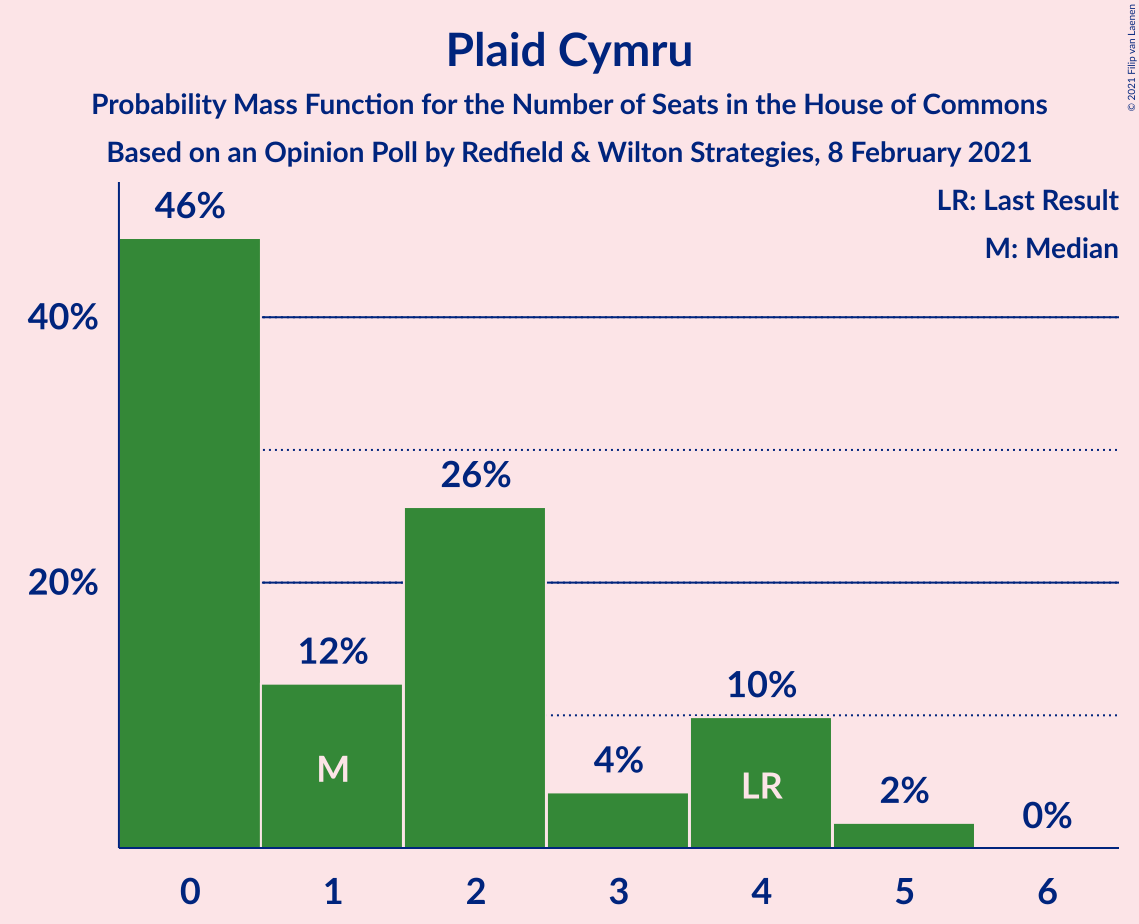 Plaid Cymru
Probability Mass Function for the Number of Seats in the House of Commons
Based on an Opinion Poll by Redfield & Wilton Strategies, 8 February 2021
© 2021 Filip van Laenen
LR: Last Result
M: Median
46%
40%
26%
20%
12%
10%
4%
2%
0%
M
LR
0 1 2 3 4 5 6